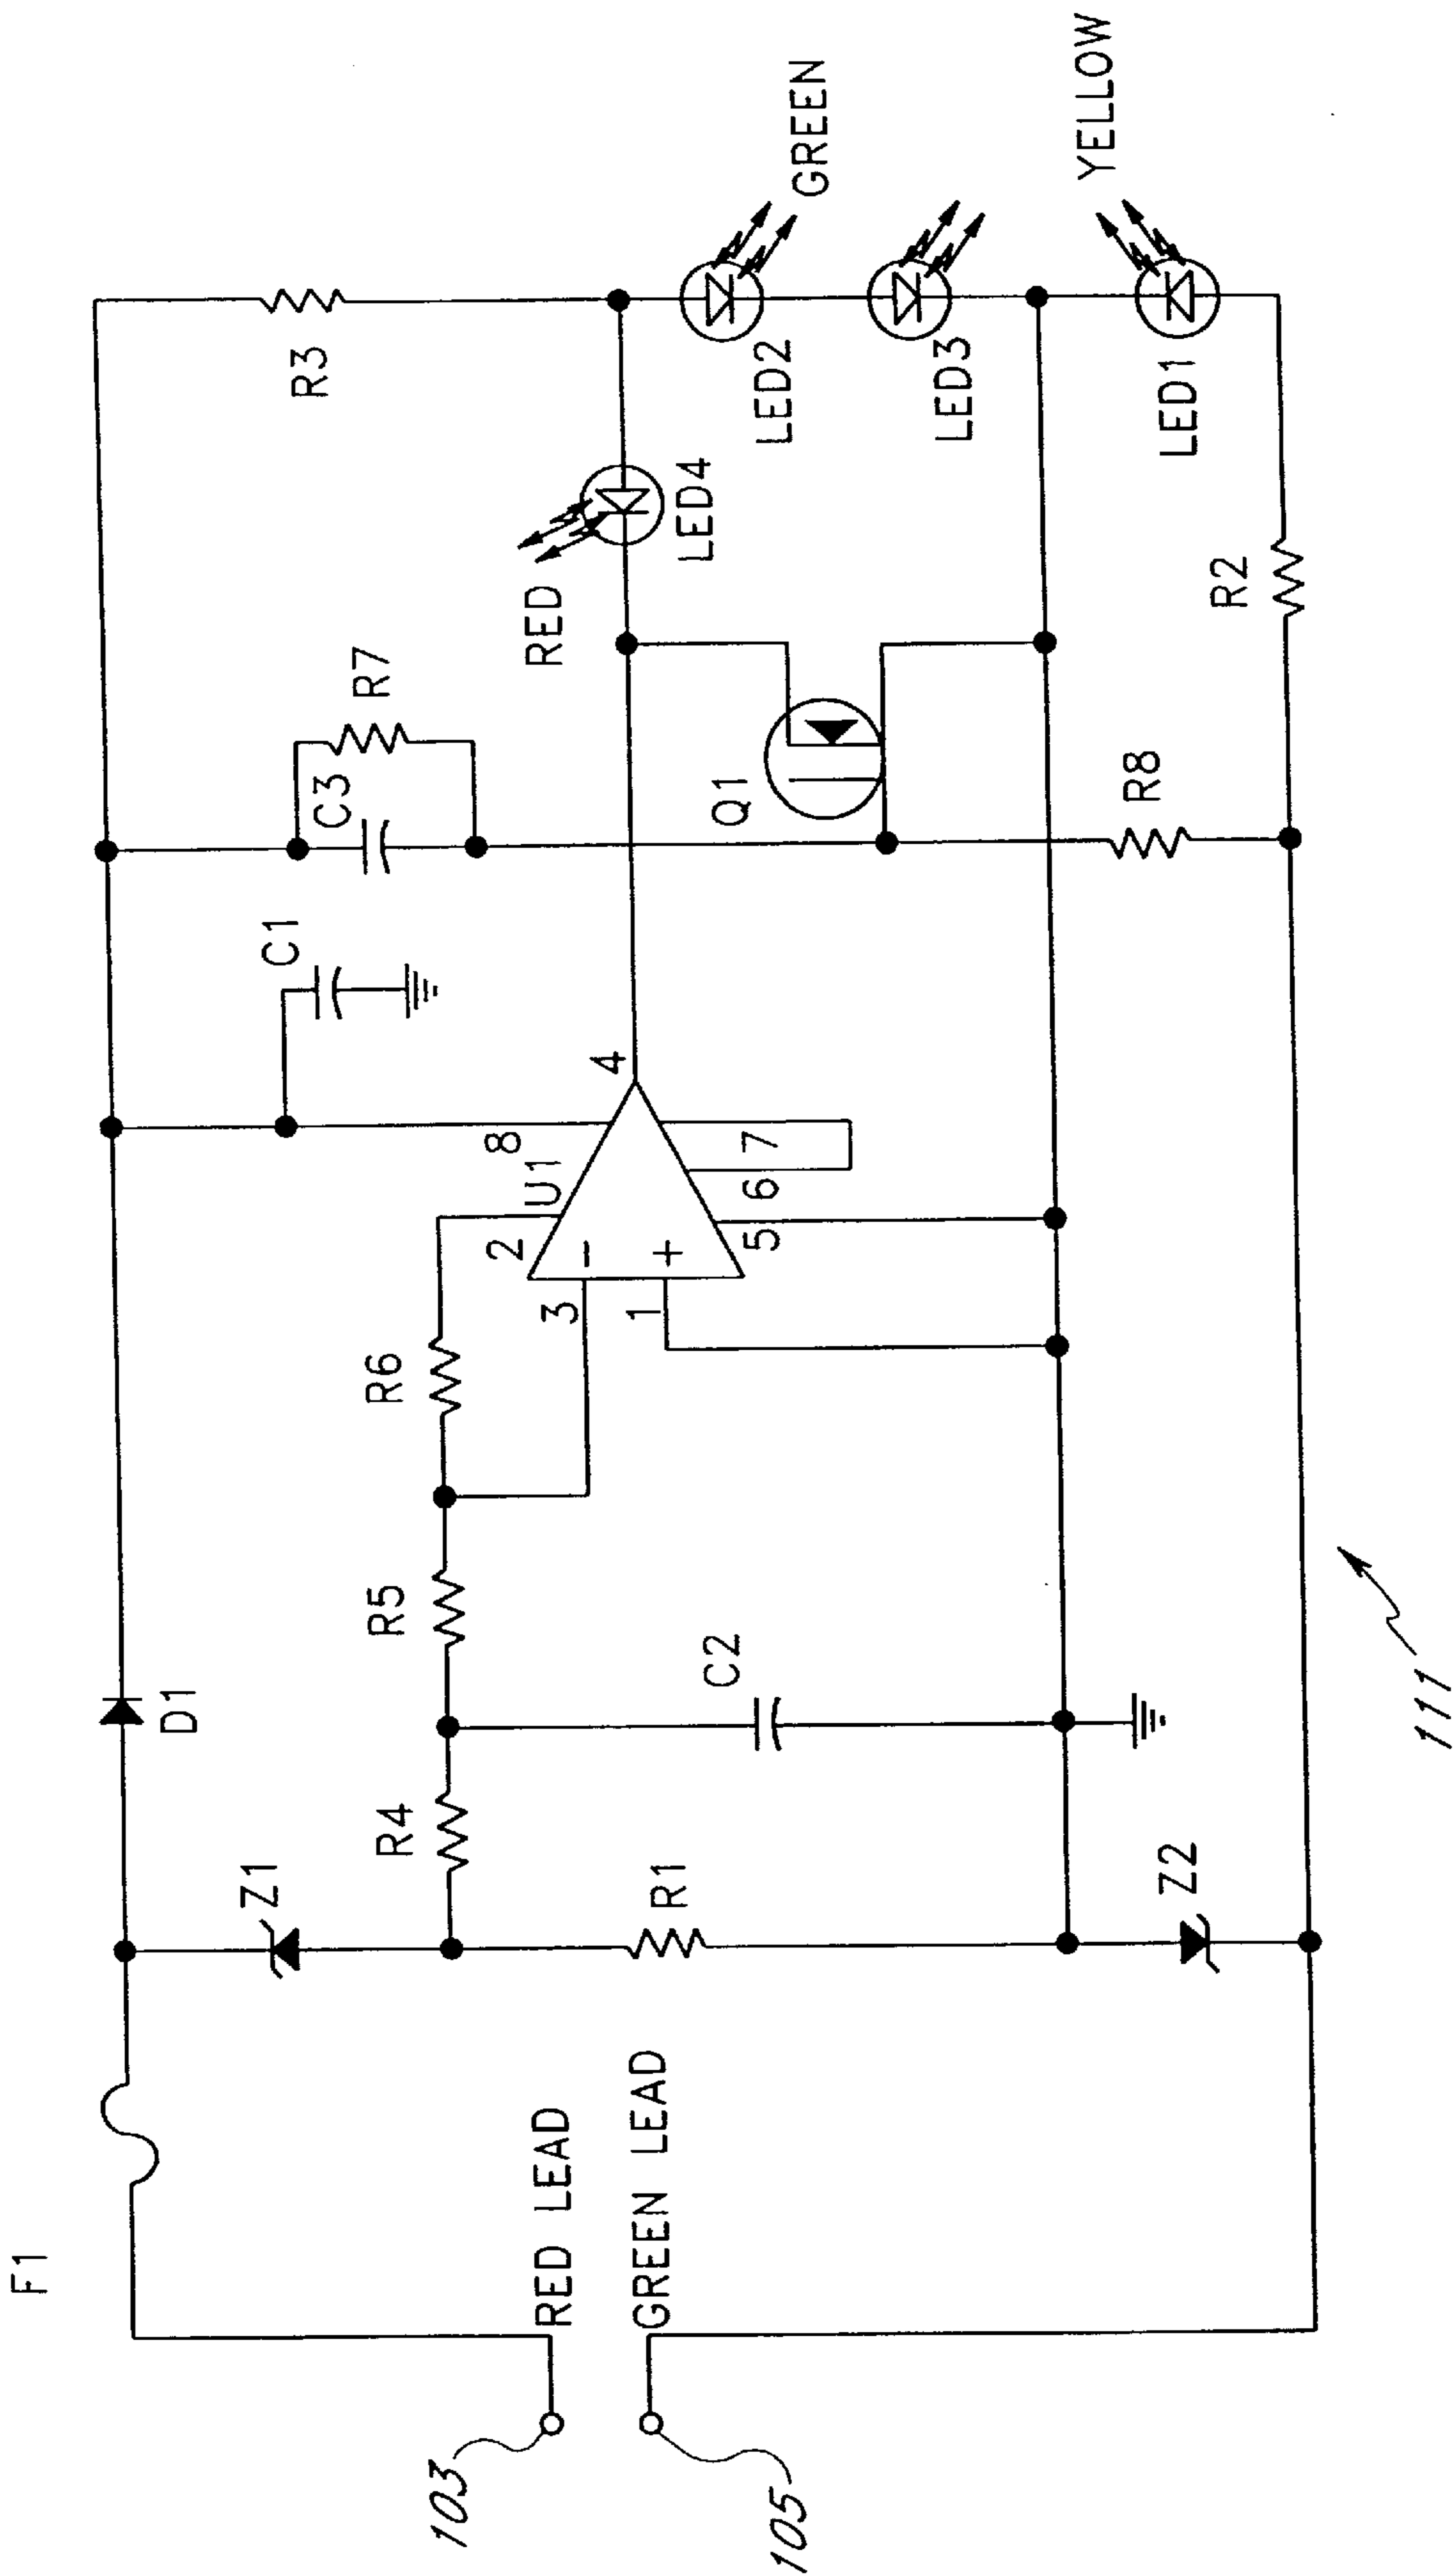 F1
103
RED LEAD
GREEN LEAD
105
D1
Z1
R4
R1
Z2
R5
C2
R6
3
1
-
+
2
U1
8
4
5
6
7
C1
C3
R7
Q1
R8
RED
LED4
R3
R2
LED2
LED3
LED1
GREEN
YELLOW
111